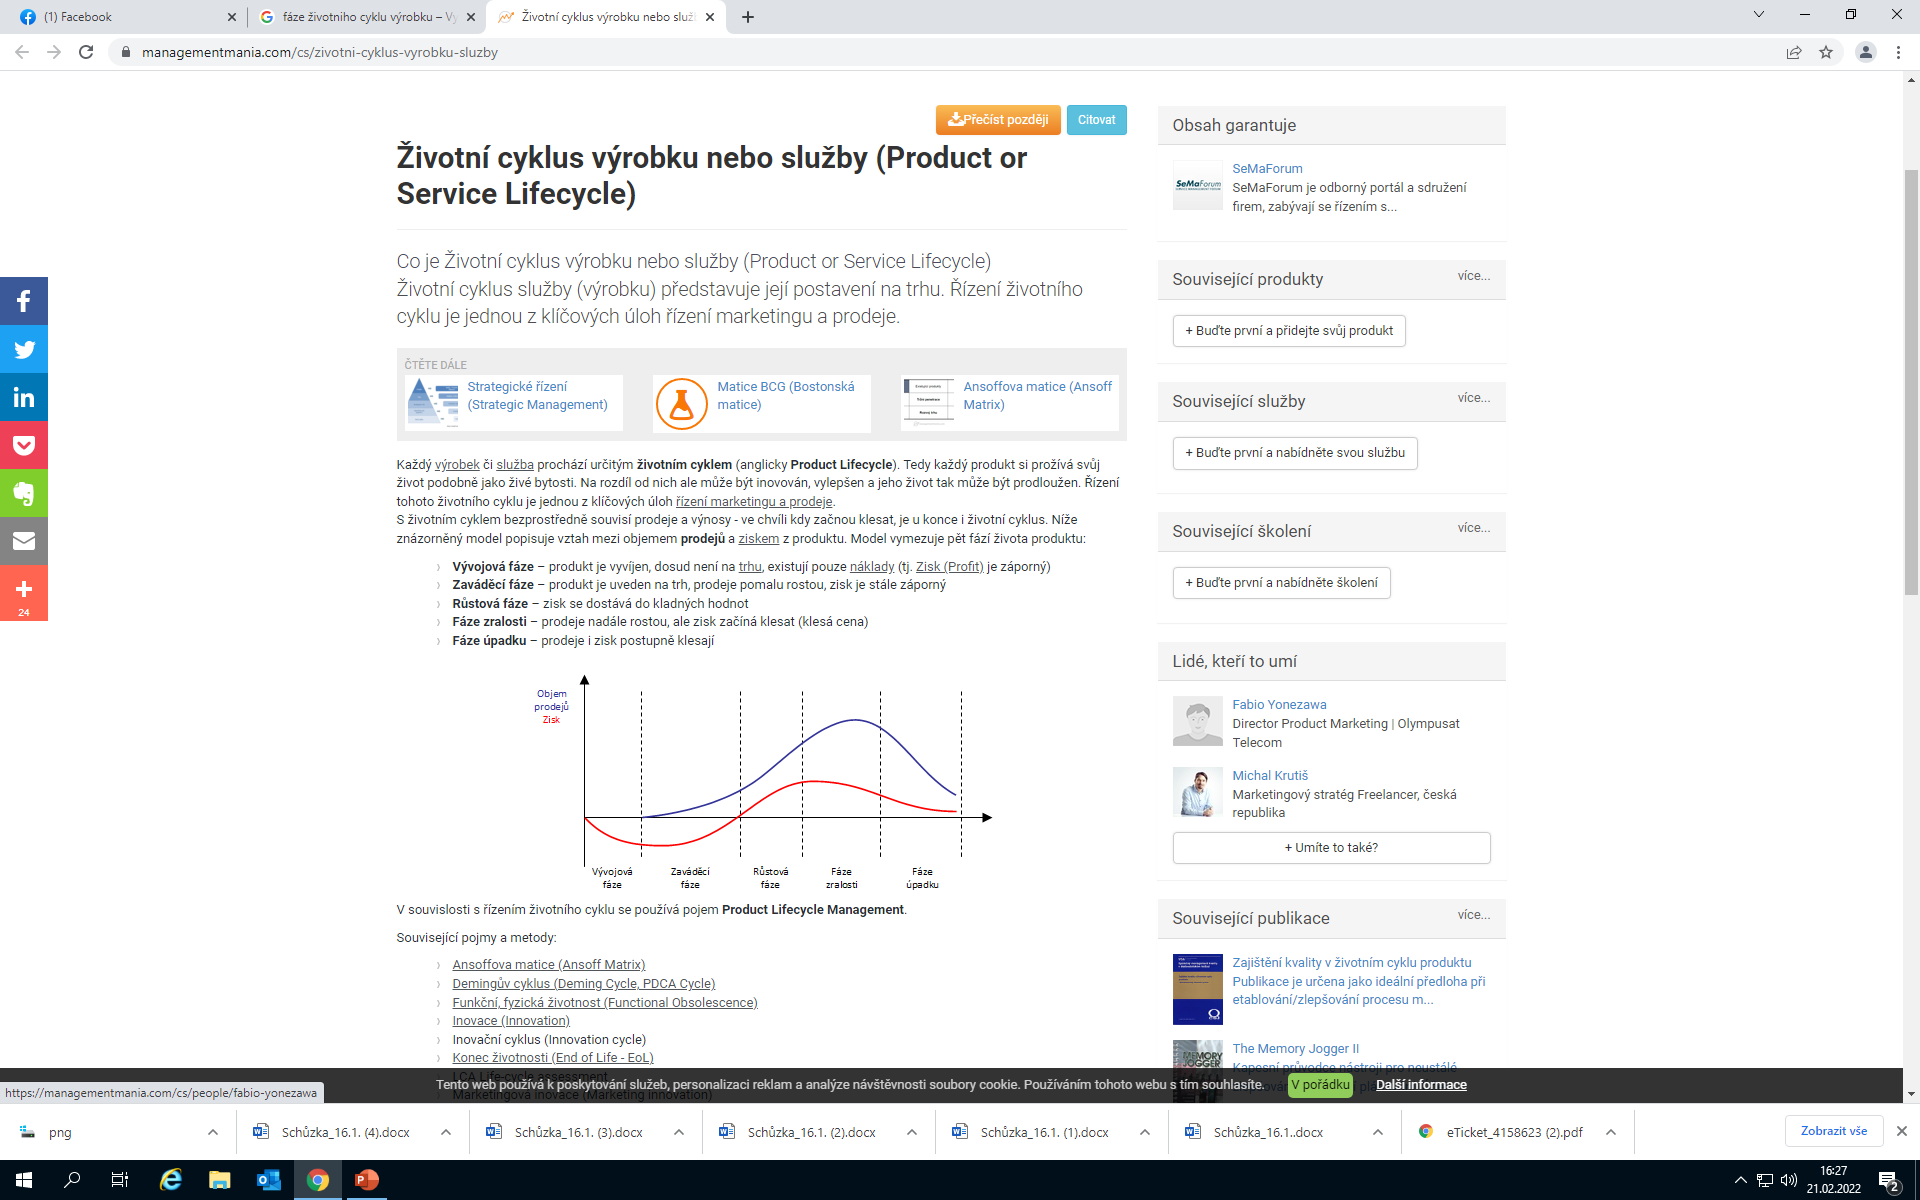 (1) Facebook
fáze životniho cyklu výrobku – Vy
Životní cyklus výrobku nebo služ
managementmania.com/cs/zivotni-cyklus-vyrobku-sluzby
Přečíst později
Citovat
Životní cyklus výrobku nebo služby (Product or
Service Lifecycle)
Co je Životní cyklus výrobku nebo služby (Product or Service Lifecycle)
Životní cyklus služby (výrobku) představuje její postavení na trhu. Řízení životního
cyklu je jednou z klíčových úloh řízení marketingu a prodeje.
ČTĚTE DÁLE
Strategické řízení
(Strategic Management)
Matice BCG (Bostonská
matice)
Ansoffova matice (Ansoff
Matrix)
Každý výrobek či služba prochází určitým životním cyklem (anglicky Product Lifecycle). Tedy každý produkt si prožívá svůj
život podobně jako živé bytosti. Na rozdíl od nich ale může být inovován, vylepšen a jeho život tak může být prodloužen. Řízení
tohoto životního cyklu je jednou z klíčových úloh řízení marketingu a prodeje.
S životním cyklem bezprostředně souvisí prodeje a výnosy - ve chvíli kdy začnou klesat, je u konce i životní cyklus. Níže
znázorněný model popisuje vztah mezi objemem prodejů a ziskem z produktu. Model vymezuje pět fází života produktu:
Vývojová fáze – produkt je vyvíjen, dosud není na trhu, existují pouze náklady (tj. Zisk (Profit) je záporný)
Zaváděcí fáze – produkt je uveden na trh, prodeje pomalu rostou, zisk je stále záporný
Růstová fáze – zisk se dostává do kladných hodnot
Fáze zralosti – prodeje nadále rostou, ale zisk začíná klesat (klesá cena)
Fáze úpadku – prodeje i zisk postupně klesají
Objem
prodejů
Zisk
Vývojová
fáze
Zaváděcí
fáze
Růstová
fáze
Fáze
zralosti
Fáze
úpadku
V souvislosti s řízením životního cyklu se používá pojem Product Lifecycle Management.
Související pojmy a metody:
Ansoffova matice (Ansoff Matrix)
Demingův cyklus (Deming Cycle, PDCA Cycle)
Funkční, fyzická životnost (Functional Obsolescence)
Inovace (Innovation)
Inovační cyklus (Innovation cycle)
Konec životnosti (End of Life - EoL)
LCA Life-cycle assessment
Marketingová inovace (Marketing innovation)
24
Obsah garantuje
SeMaForum
SeMaForum
SeMaForum je odborný portál a sdružení
firem, zabývají se řízením s...
Související produkty
více...
+ Buďte první a přidejte svůj produkt
Související služby
více...
+ Buďte první a nabídněte svou službu
Související školení
více...
+ Buďte první a nabídněte školení
Lidé, kteří to umí
Fabio Yonezawa
Director Product Marketing | Olympusat
Telecom
Michal Krutiš
Marketingový stratég Freelancer, česká
republika
+ Umíte to také?
Související publikace
více...
Zajištění kvality v životním cyklu produktu
Publikace je určena jako ideální předloha při
etablování/zlepšování procesu m...
MEMORY
JOGGER
The Memory Jogger II
Kapesní průvodce nástroji pro neustálé
Tento web používá k poskytování služeb, personalizaci reklam a analýze návštěvnosti soubory cookie. Používáním tohoto webu s tím souhlasíte.
V pořádku
Další informace
https://managementmania.com/cs/people/fabio-yonezawa
png
Schůzka_16.1. (4).docx
Schůzka_16.1. (3).docx
Schůzka_16.1. (2).docx
Schůzka_16.1. (1).docx
Schůzka_16.1..docx
eTicket_4158623 (2).pdf
Zobrazit vše
16:27
21.02.2022
2